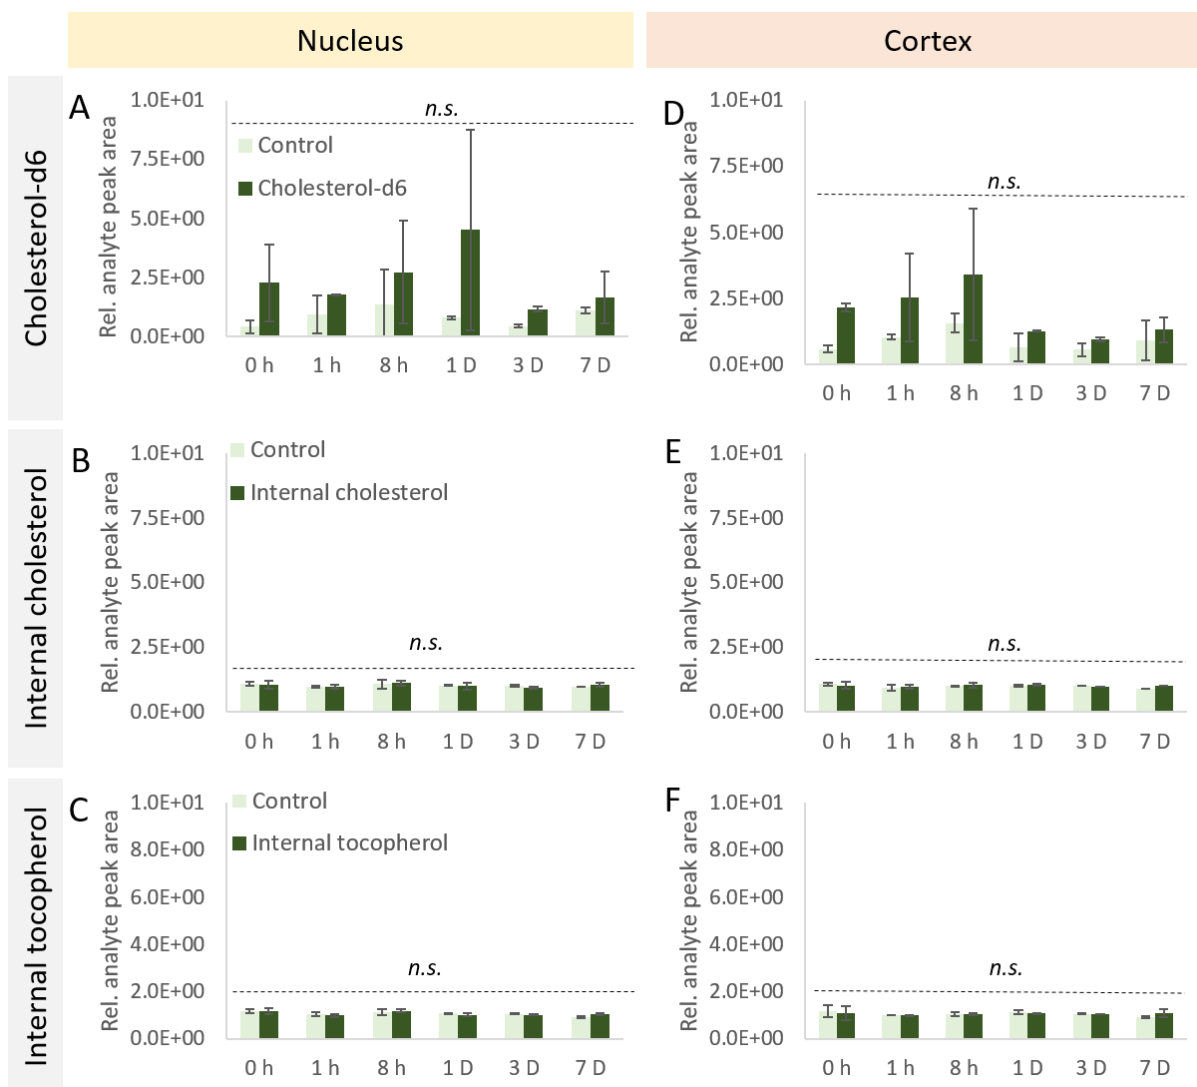 Nucleus
Cortex
Cholesterol-d6
A
Rel. analyte peak area
1.0E+01
7.5E+00
5.0E+00
2.5E+00
0.0E+00
n.s.
Control
Cholesterol-d6
0 h 1 h 8 h 1 D 3 D 7 D
D
Rel. analyte peak area
1.0E+01
7.5E+00
5.0E+00
2.5E+00
0.0E+00
n.s.
0 h 1 h 8 h 1 D 3 D 7 D
Internal cholesterol
B
Rel. analyte peak area
1.0E+01
7.5E+00
5.0E+00
2.5E+00
0.0E+00
Control
Internal cholesterol
n.s.
0 h 1 h 8 h 1 D 3 D 7 D
E
Rel. analyte peak area
1.0E+01
7.5E+00
5.0E+00
2.5E+00
0.0E+00
n.s.
0 h 1 h 8 h 1 D 3 D 7 D
Internal tocopherol
C
Rel. analyte peak area
1.0E+01
8.0E+00
6.0E+00
4.0E+00
2.0E+00
0.0E+00
Control
Internal tocopherol
n.s.
0 h 1 h 8 h 1 D 3 D 7 D
F
Rel. analyte peak area
1.0E+01
8.0E+00
6.0E+00
4.0E+00
2.0E+00
0.0E+00
n.s.
0 h 1 h 8 h 1 D 3 D 7 D